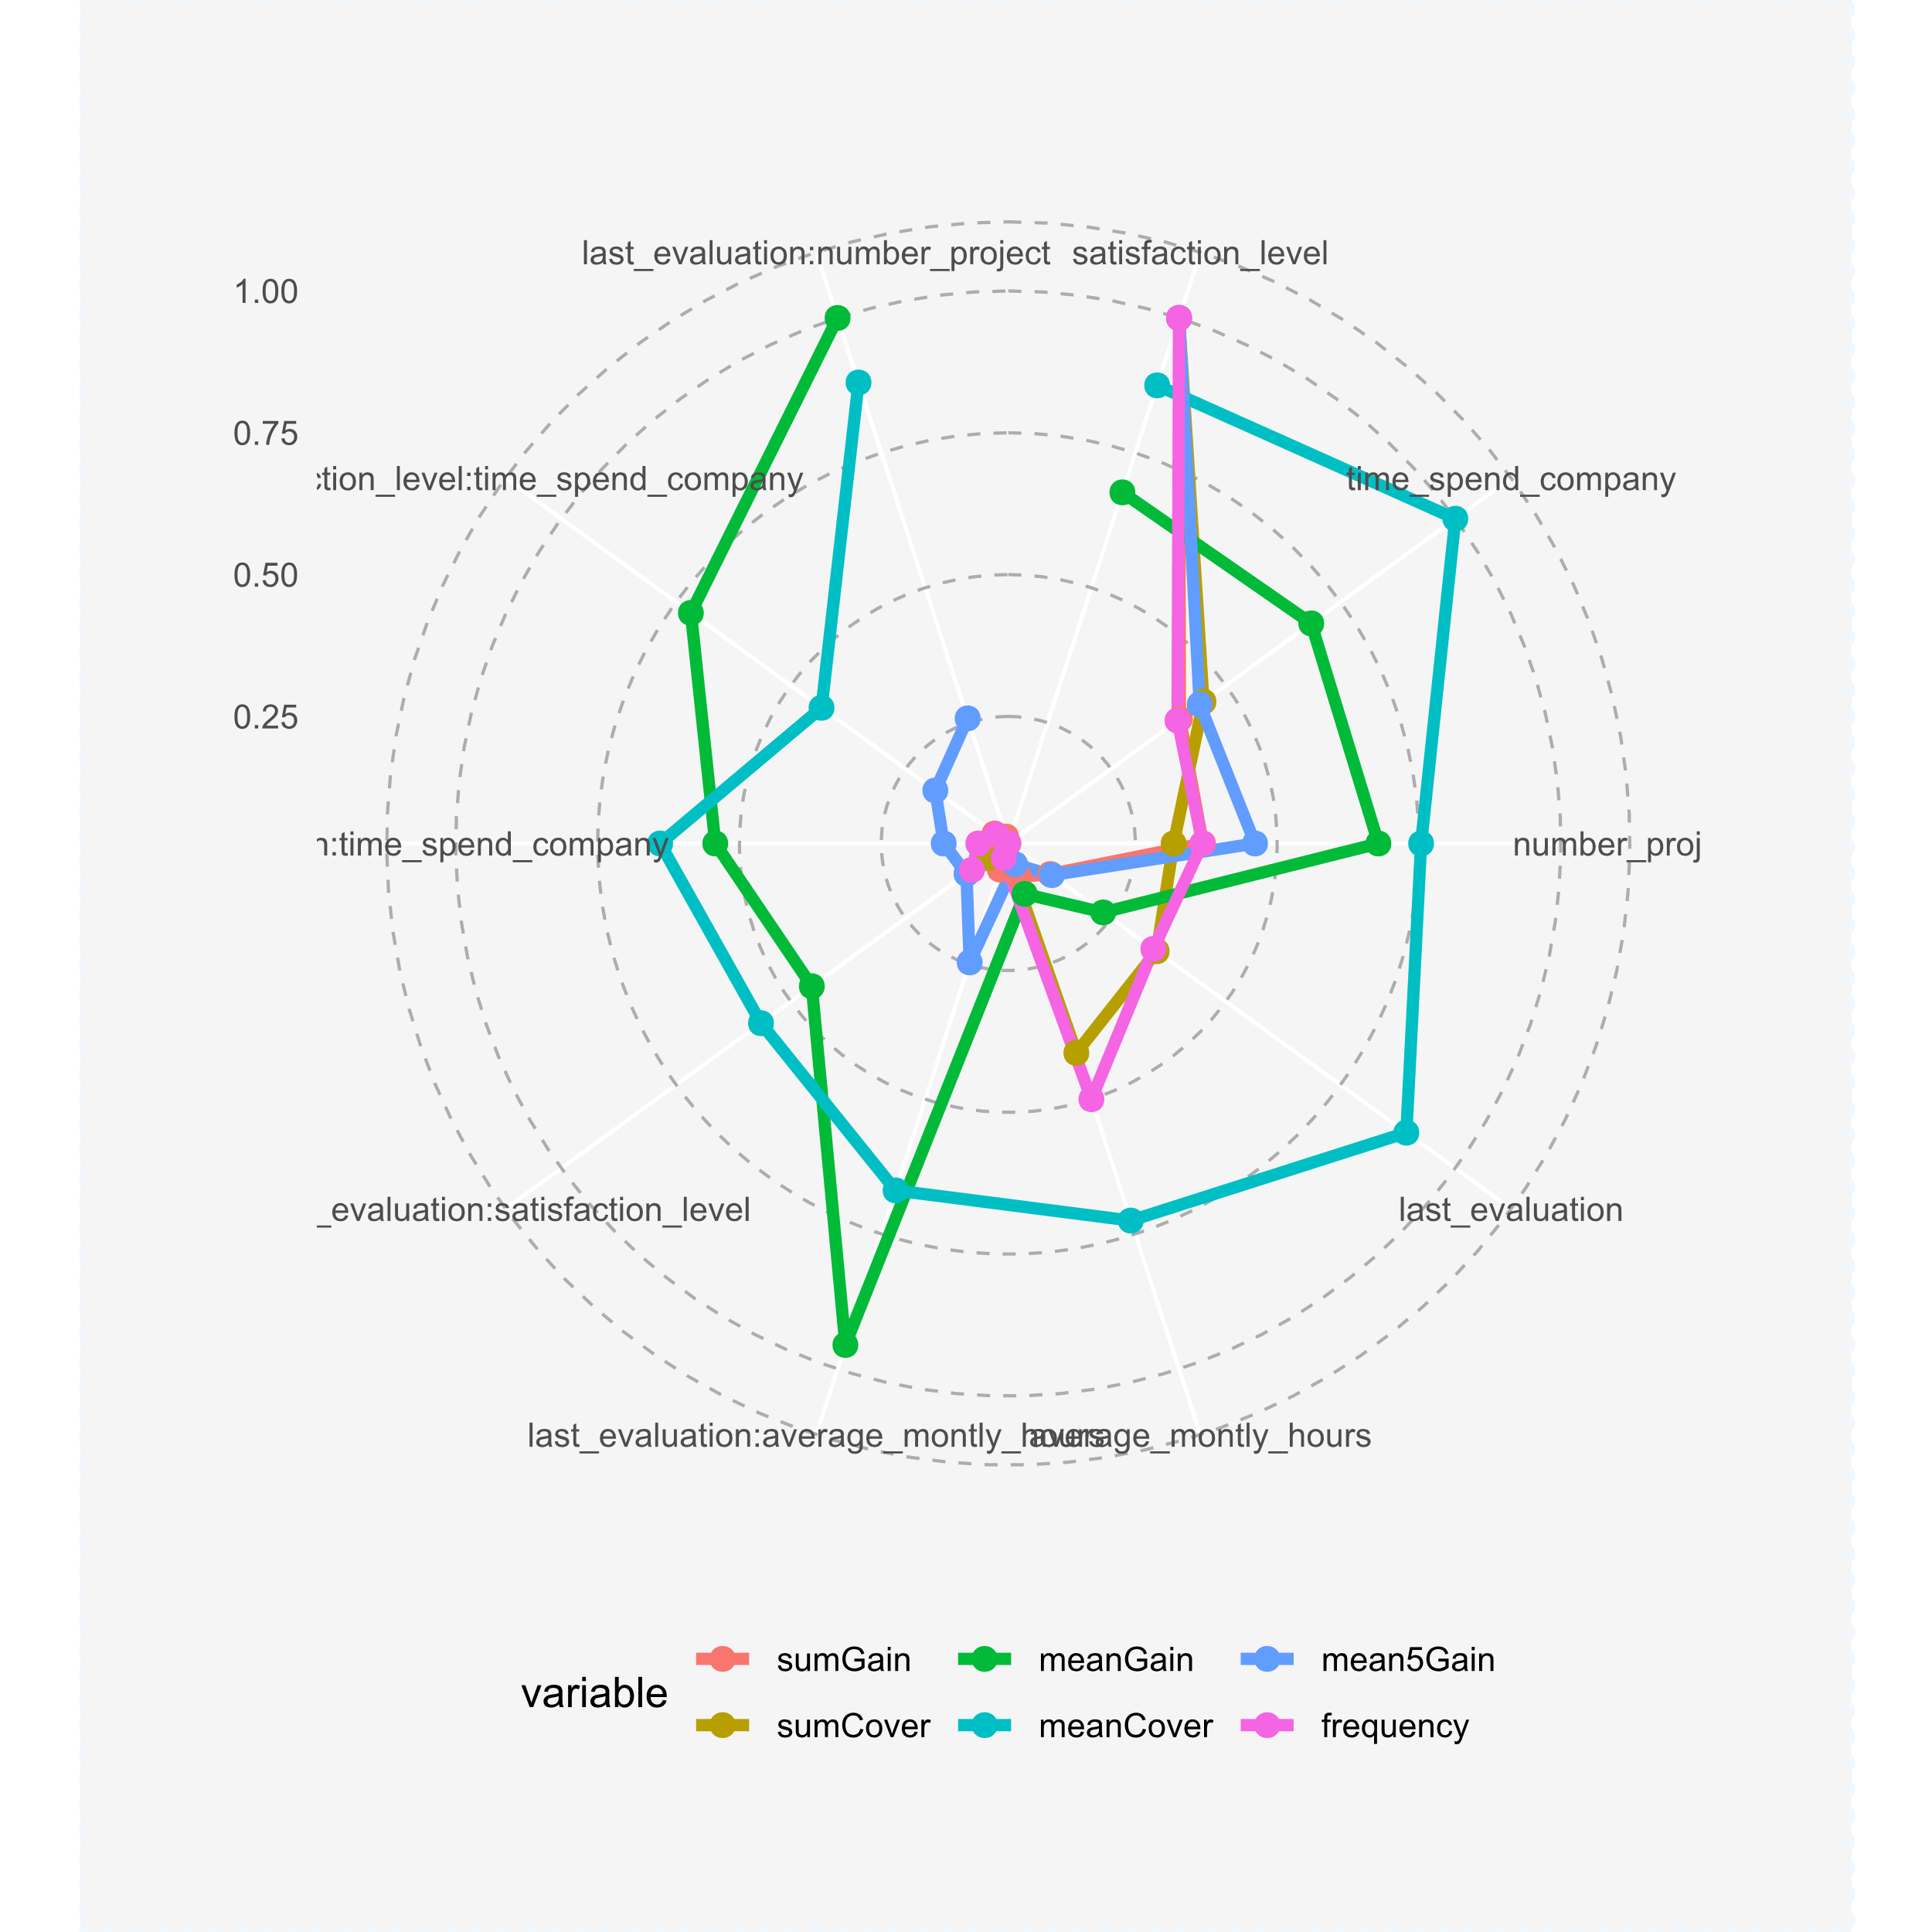 last_evaluation:number_project satisfaction_level
1.00
0.75
ction_level:time_spend_company time_spend_company
0.50
0.25
n:time_spend_company number_proj
_evaluation:satisfaction_level last_evaluation
last_evaluation:average_montly_hours average_montly_hours
variable
sumGain meanGain mean5Gain
sumCover meanCover frequency